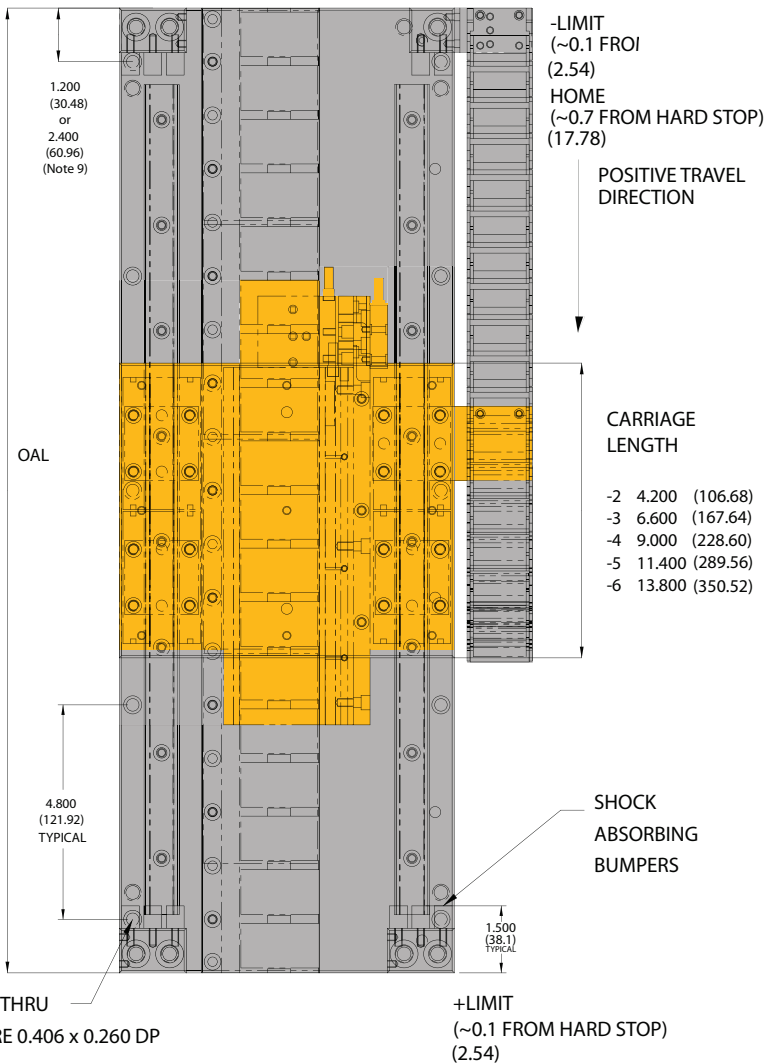 -LIMIT
(~0.1 FRO
(2.54)
HOME
(~0.7 FROM HARD STOP)
(17.78)
1.200
(30.48)
or
2.400
(60.96)
(Note 9)
POSITIVE TRAVEL
DIRECTION
OAL
CARRIAGE
LENGTH
-2 4.200 (106.68)
-3 6.600 (167.64)
-4 9.000 (228.60)
-5 11.400 (289.56)
-6 13.800 (350.52)
4.800
(121.92)
TYPICAL
SHOCK
ABSORBING
BUMPERS
1.500
(38.1)
TYPICAL
THRU
RE 0.406 x 0.260 DP
+LIMIT
(~0.1 FROM HARD STOP)
(2.54)